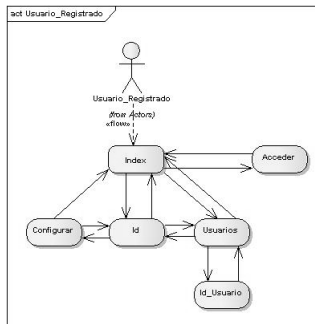 act Usuario_Registrado
Usuario_Registrado
(from Actors)
«flow»
Index
Acceder
Configurar
Id
Usuarios
Id_Usuario